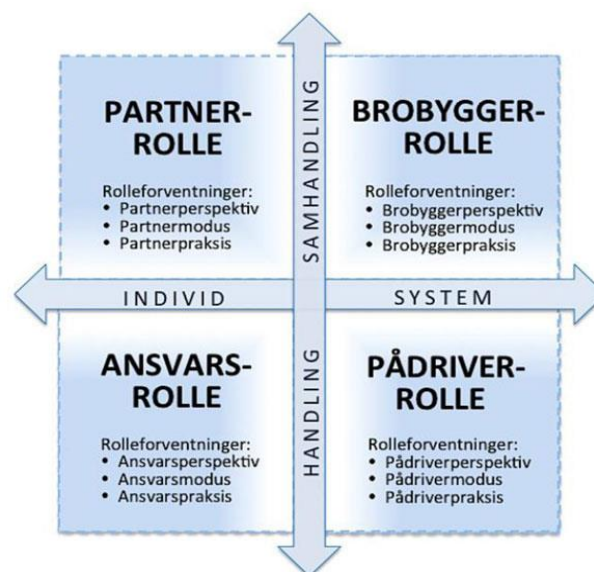 SAMHANDLING
PARTNER-
ROLLE
Rolleforventninger:
• Partnerperspektiv
• Partnermodus
• Partnerpraksis
BROBYGGER-
ROLLE
Rolleforventninger:
• Brobyggerperspektiv
• Brobyggermodus
• Brobyggerpraksis
INDIVID
SYSTEM
ANSVARS-
ROLLE
Rolleforventninger:
• Ansvarsperspektiv
• Ansvarsmodus
• Ansvarspraksis
HANDLING
PÅDRIVER-
ROLLE
Rolleforventninger:
• Pådriverperspektiv
• Pådrivermodus
• Pådriverpraksis